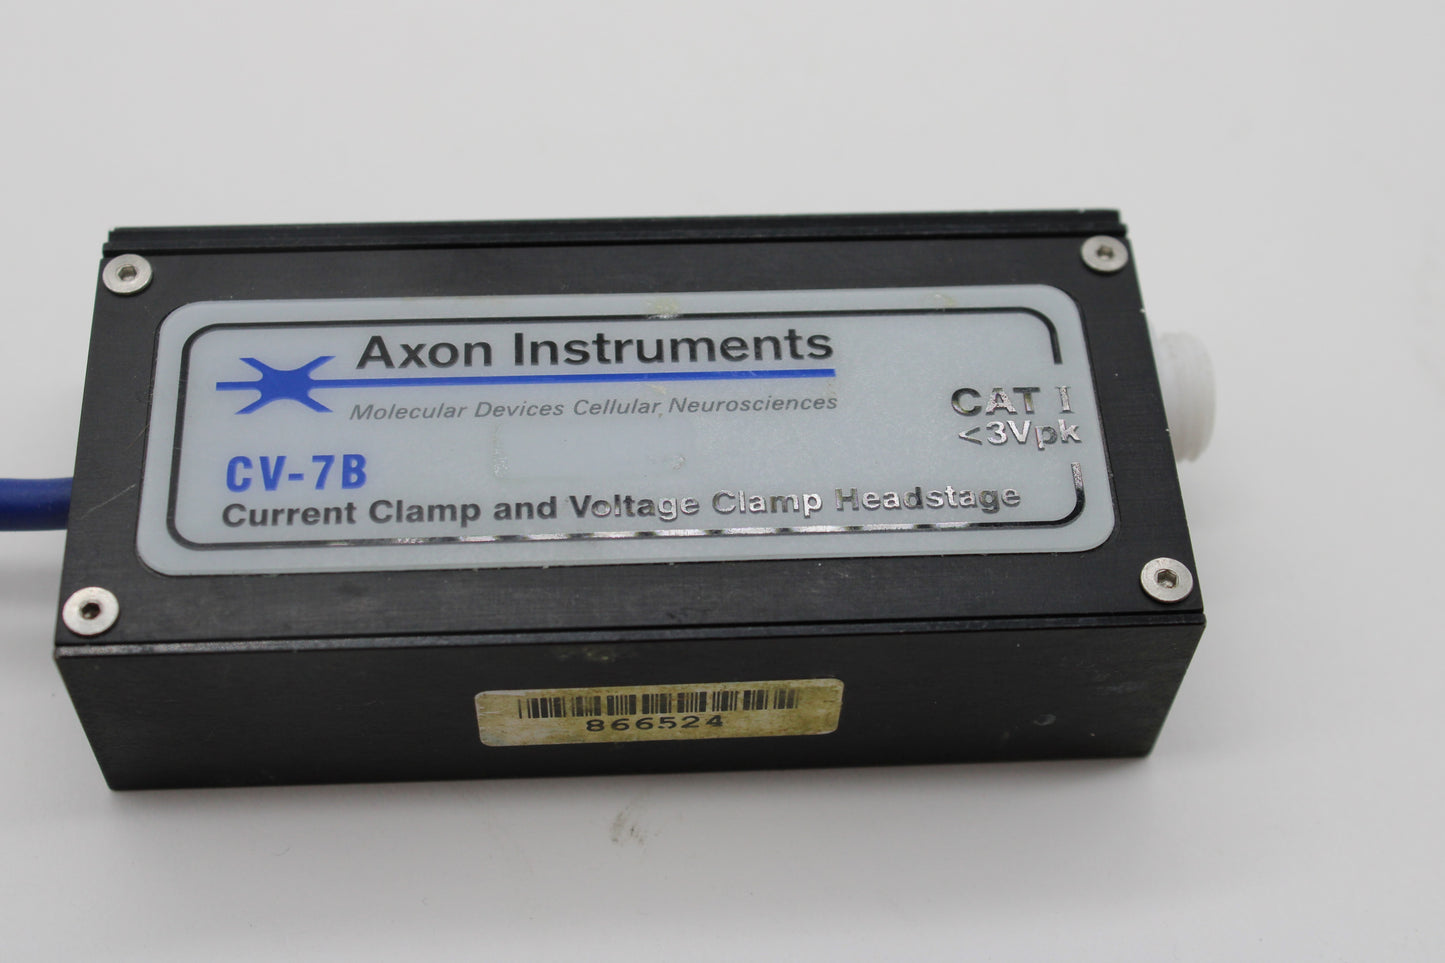 Axon Instruments
Molecular Devices Cellular Neurosciences
CAT I
<3Vpk
CV-7B
Current Clamp and Voltage Clamp Headstage
866524